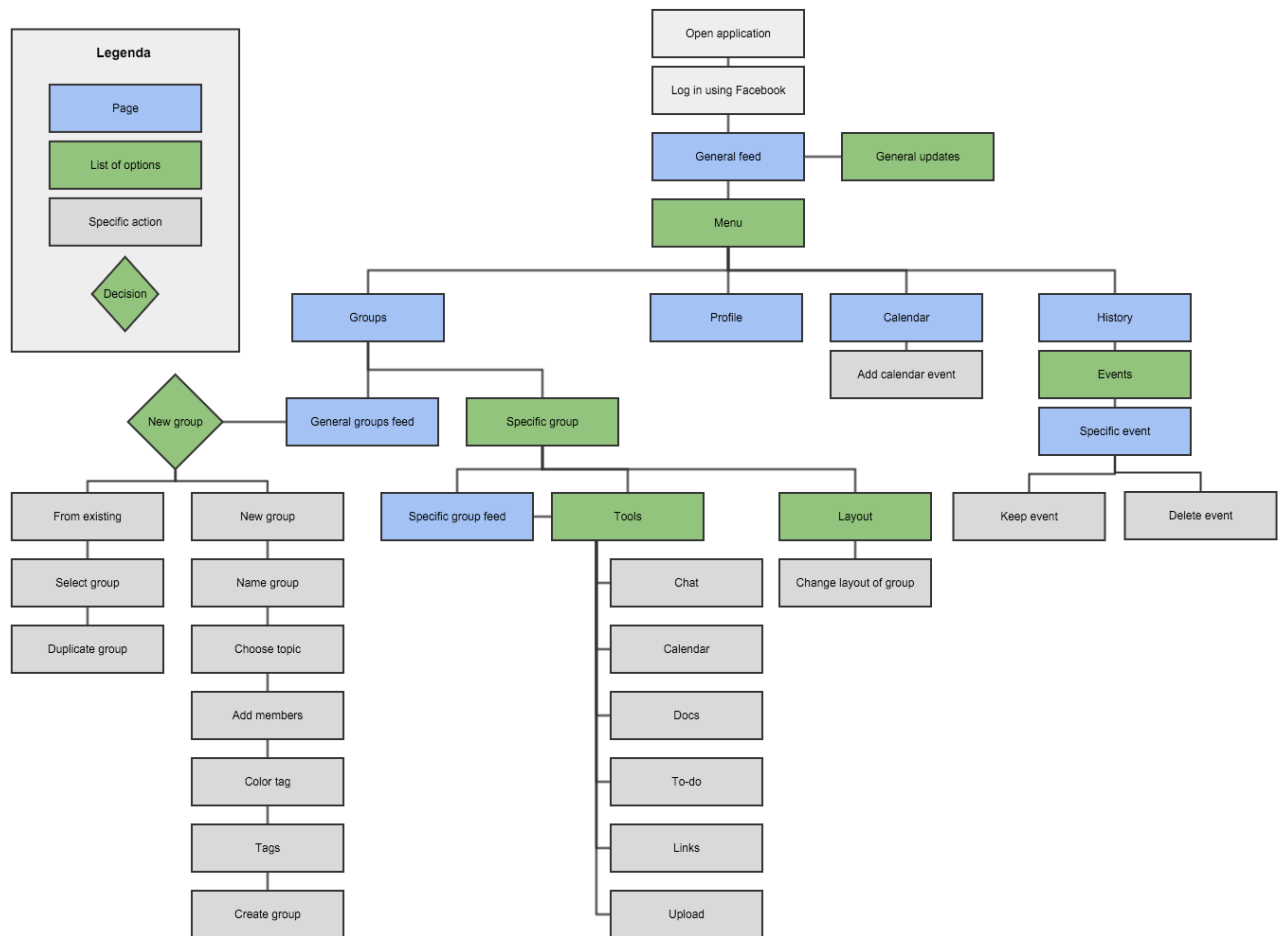 Legenda
Page
List of options
Specific action
Decision
Open application
Log in using Facebook
General feed
General updates
Menu
Groups
Profile
Calendar
History
Add calendar event
Events
New group
General groups feed
Specific group
Specific event
From existing
New group
Specific group feed
Tools
Layout
Keep event
Delete event
Select group
Name group
Chat
Change layout of group
Duplicate group
Choose topic
Calendar
Add members
Docs
Color tag
To-do
Tags
Links
Create group
Upload